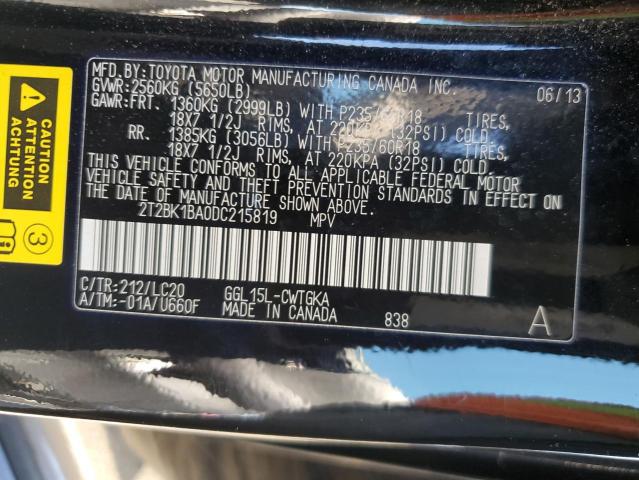 MFD.BY:TOYOTA MOTOR MANUFACTURING CANADA INC. 06/13
GVWR:2560KG (5650LB)
GAWR:FRT. 1360KG (2999LB) WITH P235/60R18 TIRES,
18X7 1/2J RIMS, AT 220KPA (32PSI) COLD.
RR. 1385KG (3056LB) WITH P235/60R18 TIRES,
18X7 1/2J RIMS, AT 220KPA (32PSI) COLD.
THIS VEHICLE CONFORMS TO ALL APPLICABLE FEDERAL MOTOR
VEHICLE SAFETY AND THEFT PREVENTION STANDARDS IN EFFECT ON
THE DATE OF MANUFACTURE SHOWN ABOVE.
2T2BK1BA0DC215819 MPV
C/TR:212/LC20 GGL15L-CWTGKA
A/TM:-01A/U660F MADE IN CANADA 838 A
CAUTION
ATTENTION
3